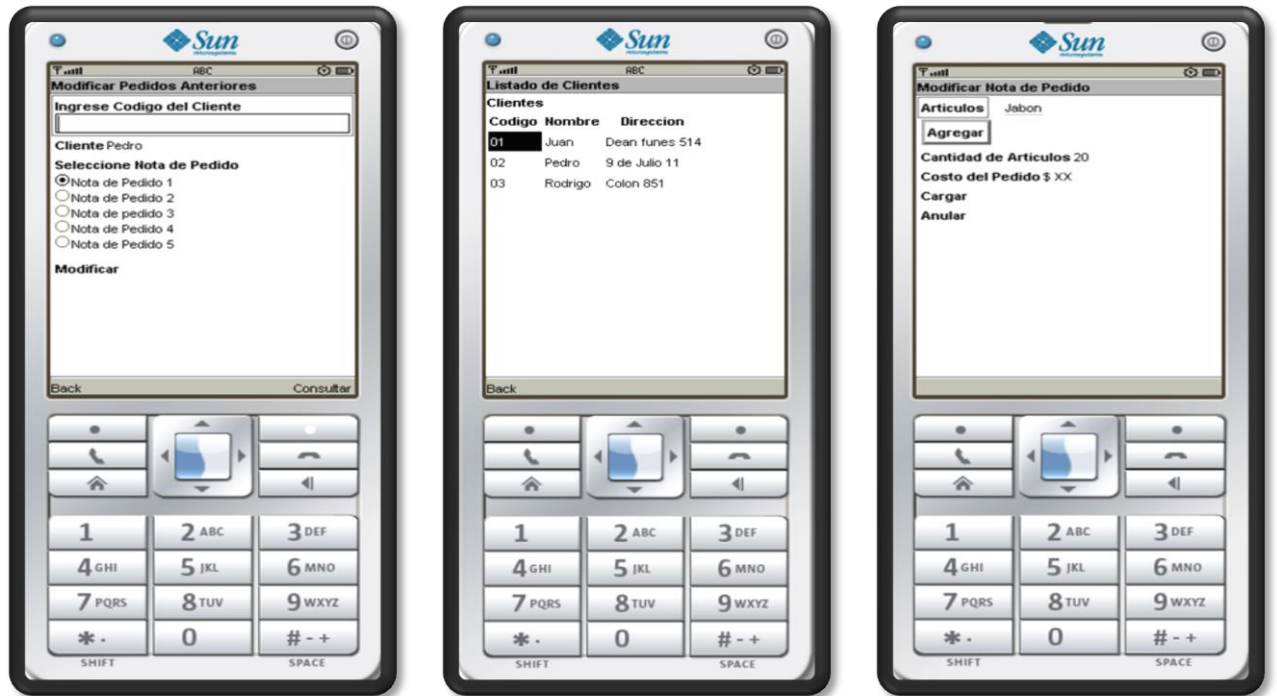 Sun
microsystems
ABC
Modificar Pedidos Anteriores
Ingrese Codigo del Cliente
Cliente Pedro
Seleccione Nota de Pedido
Nota de Pedido 1
Nota de Pedido 2
Nota de pedido 3
Nota de Pedido 4
Nota de Pedido 5
Modificar
Back Consultar
1 2 ABC 3 DEF
4 GHI 5 JKL 6 MNO
7 PQRS 8 TUV 9 WXYZ
* . 0 # - +
SHIFT SPACE
Sun
microsystems
ABC
Listado de Clientes
Clientes
Codigo Nombre Direccion
01 Juan Dean funes 514
02 Pedro 9 de Julio 11
03 Rodrigo Colon 851
Back
1 2 ABC 3 DEF
4 GHI 5 JKL 6 MNO
7 PQRS 8 TUV 9 WXYZ
* . 0 # - +
SHIFT SPACE
Sun
microsystems
Modificar Nota de Pedido
Articulos Jabon
Agregar
Cantidad de Articulos 20
Costo del Pedido $ XX
Cargar
Anular
1 2 ABC 3 DEF
4 GHI 5 JKL 6 MNO
7 PQRS 8 TUV 9 WXYZ
* . 0 # - +
SHIFT SPACE